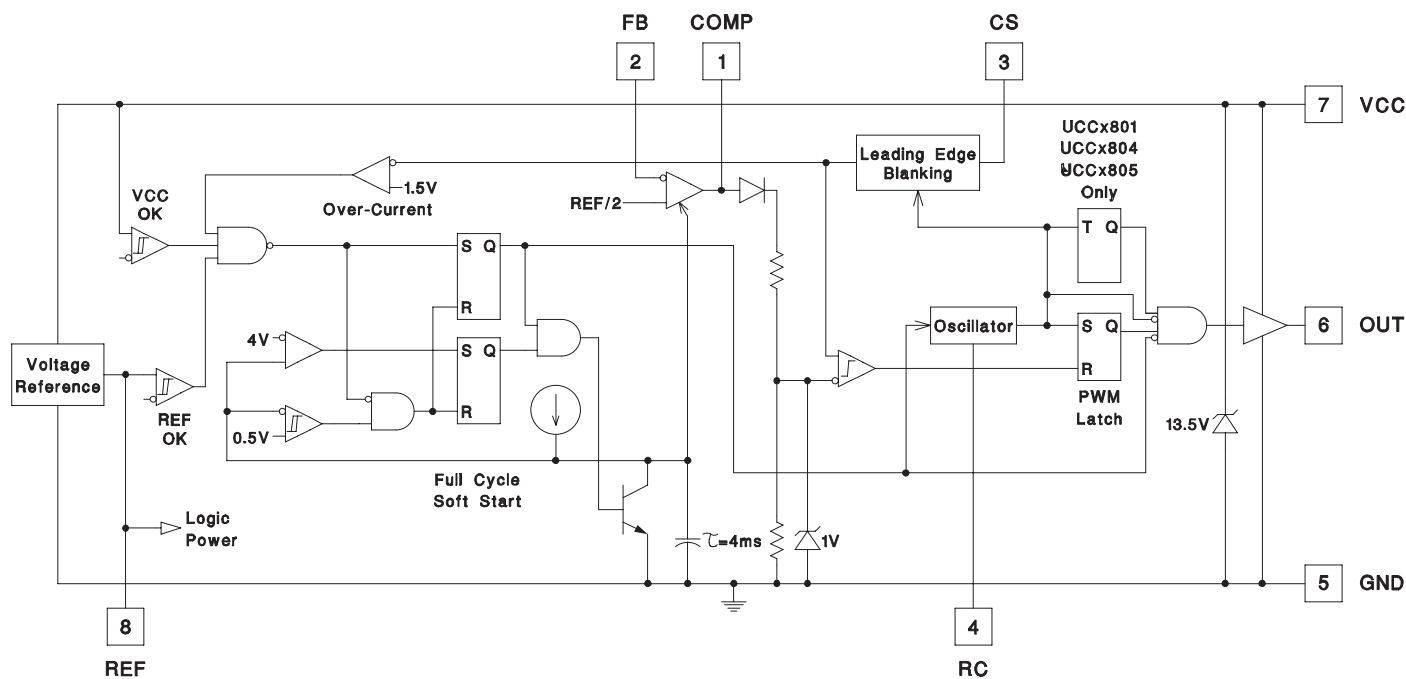 FB COMP CS
2 1 3
7 VCC
UCCx801
UCCx804
UCCx805
Only
Leading Edge
Blanking
1.5V
Over-Current
REF/2
VCC
OK
S Q
R
T Q
Oscillator
S Q
R
PWM
Latch
6 OUT
4V
S Q
R
0.5V
Voltage
Reference
REF
OK
13.5V
Full Cycle
Soft Start
Logic
Power
τ=4ms
1V
5 GND
8
REF
4
RC